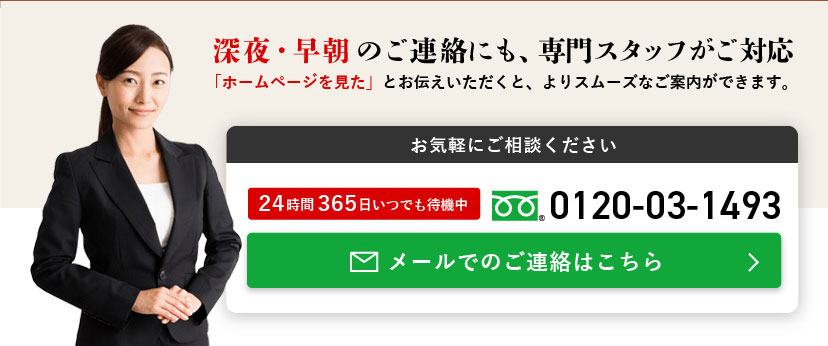 深夜・早朝のご連絡にも、専門スタッフがご対応
「ホームページを見た」とお伝えいただくと、よりスムーズなご案内ができます。
お気軽にご相談ください
24時間365日いつでも待機中
® 0120-03-1493
メールでのご連絡はこちら